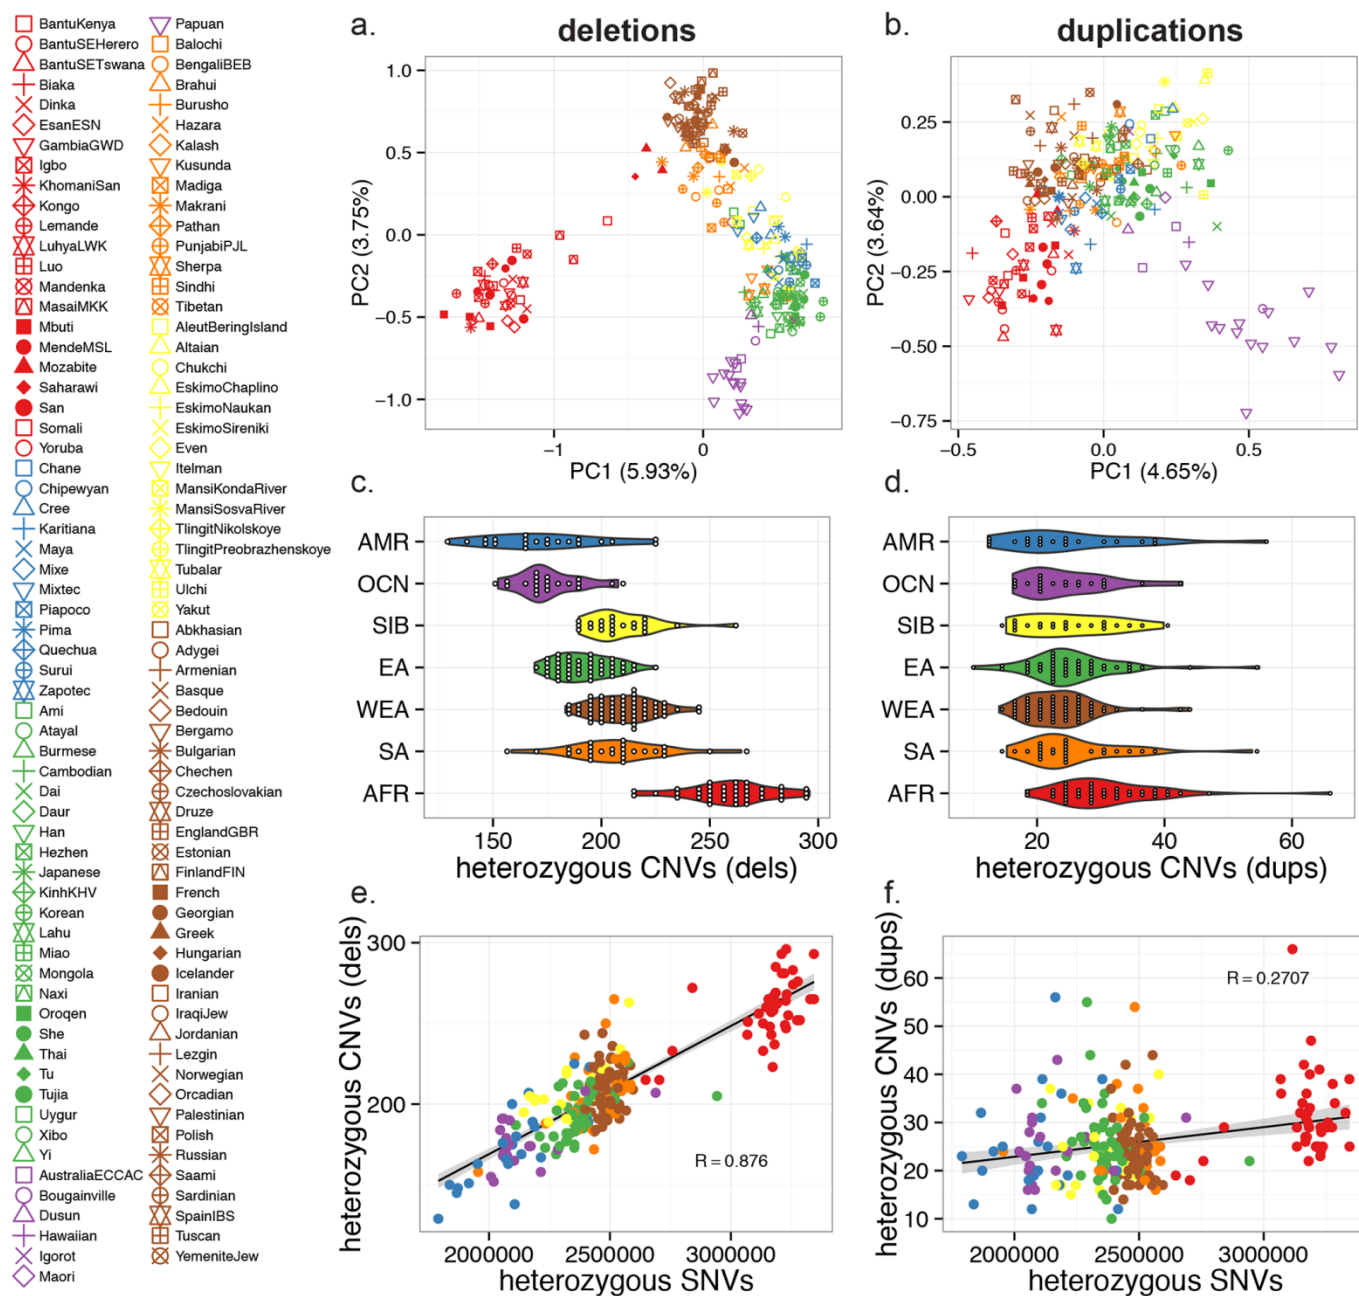 BantuKenya
BantuSEHerero
BantuSETswana
Biaka
Dinka
EsanESN
GambiaGWD
Igbo
KhomaniSan
Kongo
Lemande
LuhyaLWK
Luo
Mandenka
MasaiMKK
Mbuti
MendeMSL
Mozabite
Saharawi
San
Somali
Yoruba
Chane
Chipewyan
Cree
Karitiana
Maya
Mixe
Mixtec
Piapoco
Pima
Quechua
Surui
Zapotec
Ami
Atayal
Burmese
Cambodian
Dai
Daur
Han
Hezhen
Japanese
KinhKHV
Korean
Lahu
Miao
Mongola
Naxi
Oroqen
She
Thai
Tu
Tujia
Uygur
Xibo
Yi
AustraliaECCAC
Bougainville
Dusun
Hawaiian
Igorot
Maori
Papuan
Balochi
BengaliBEB
Brahui
Burusho
Hazara
Kalash
Kusunda
Madiga
Makrani
Pathan
PunjabiPJL
Sherpa
Sindhi
Tibetan
AleutBeringIsland
Altaian
Chukchi
EskimoChaplino
EskimoNaukan
EskimoSireniki
Even
Itelman
MansiKondaRiver
MansiSosvaRiver
TlingitNikolskoye
TlingitPreobrazhenskoye
Tubalar
Ulchi
Yakut
Abkhasian
Adygei
Armenian
Basque
Bedouin
Bergamo
Bulgarian
Chechen
Czechoslovakian
Druze
EnglandGBR
Estonian
FinlandFIN
French
Georgian
Greek
Hungarian
Icelander
Iranian
IraqiJew
Jordanian
Lezgin
Norwegian
Orcadian
Palestinian
Polish
Russian
Saami
Sardinian
SpainIBS
Tuscan
YemeniteJew
a.
deletions
1.0
0.5
0.0
−0.5
−1.0
PC2 (3.75%)
−1
0
PC1 (5.93%)
b.
duplications
0.25
0.00
−0.25
−0.50
−0.75
PC2 (3.64%)
−0.5
0.0
0.5
PC1 (4.65%)
c.
AMR
OCN
SIB
EA
WEA
SA
AFR
150
200
250
300
heterozygous CNVs (dels)
d.
AMR
OCN
SIB
EA
WEA
SA
AFR
20
40
60
heterozygous CNVs (dups)
e.
heterozygous CNVs (dels)
300
200
R = 0.876
20000000
25000000
30000000
heterozygous SNVs
f.
heterozygous CNVs (dups)
60
50
40
30
20
10
R = 0.2707
20000000
25000000
30000000
heterozygous SNVs